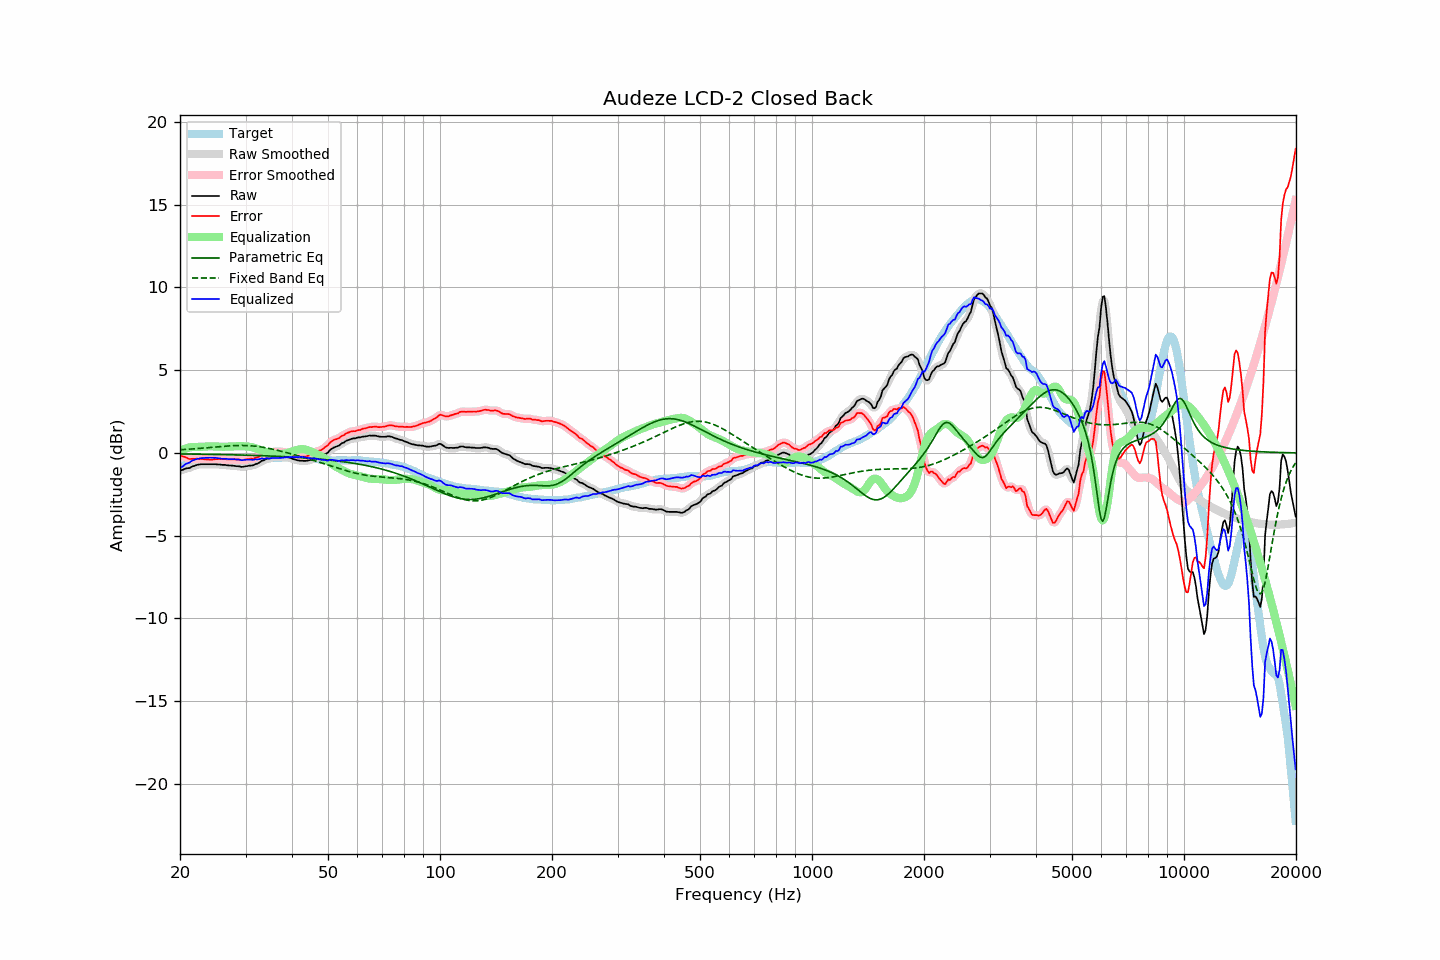 Audeze LCD-2 Closed Back
Target
Raw Smoothed
Error Smoothed
Raw
Error
Equalization
Parametric Eq
Fixed Band Eq
Equalized
Amplitude (dBr)
20
15
10
5
0
−5
−10
−15
−20
20 50 100 200 500 1000 2000 5000 10000 20000
Frequency (Hz)